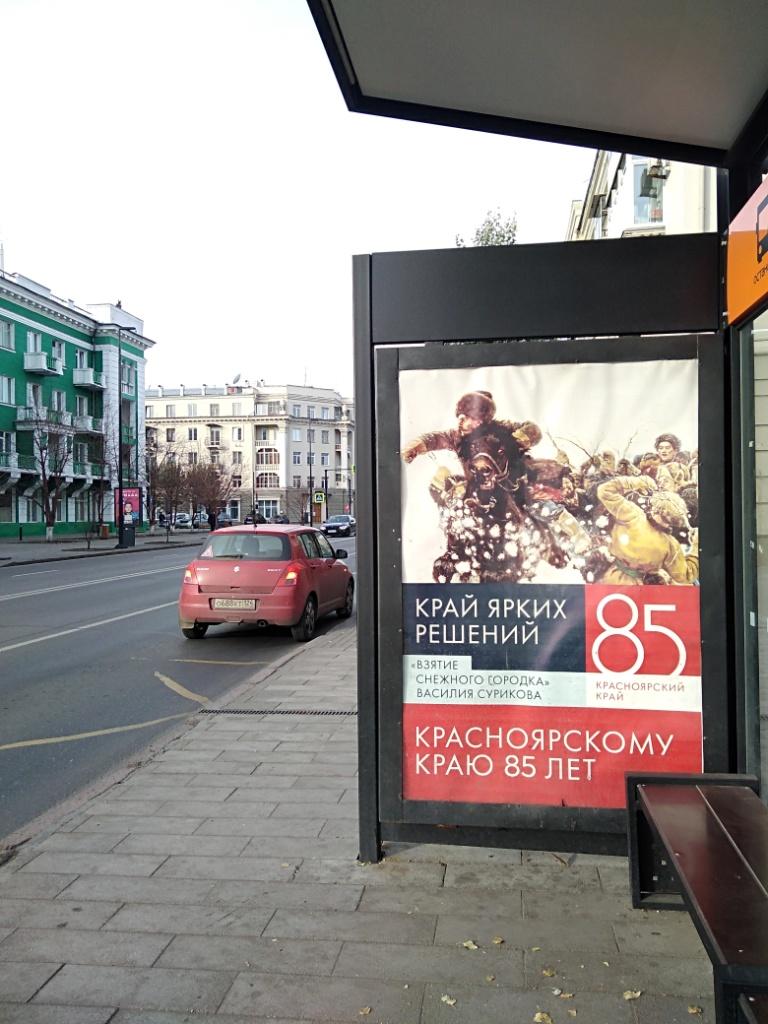 КРАЙ ЯРКИХ
РЕШЕНИЙ
«ВЗЯТИЕ
СНЕЖНОГО ГОРОДКА»
ВАСИЛИЯ СУРИКОВА
85
КРАСНОЯРСКИЙ
КРАЙ
КРАСНОЯРСКОМУ
КРАЮ 85 ЛЕТ